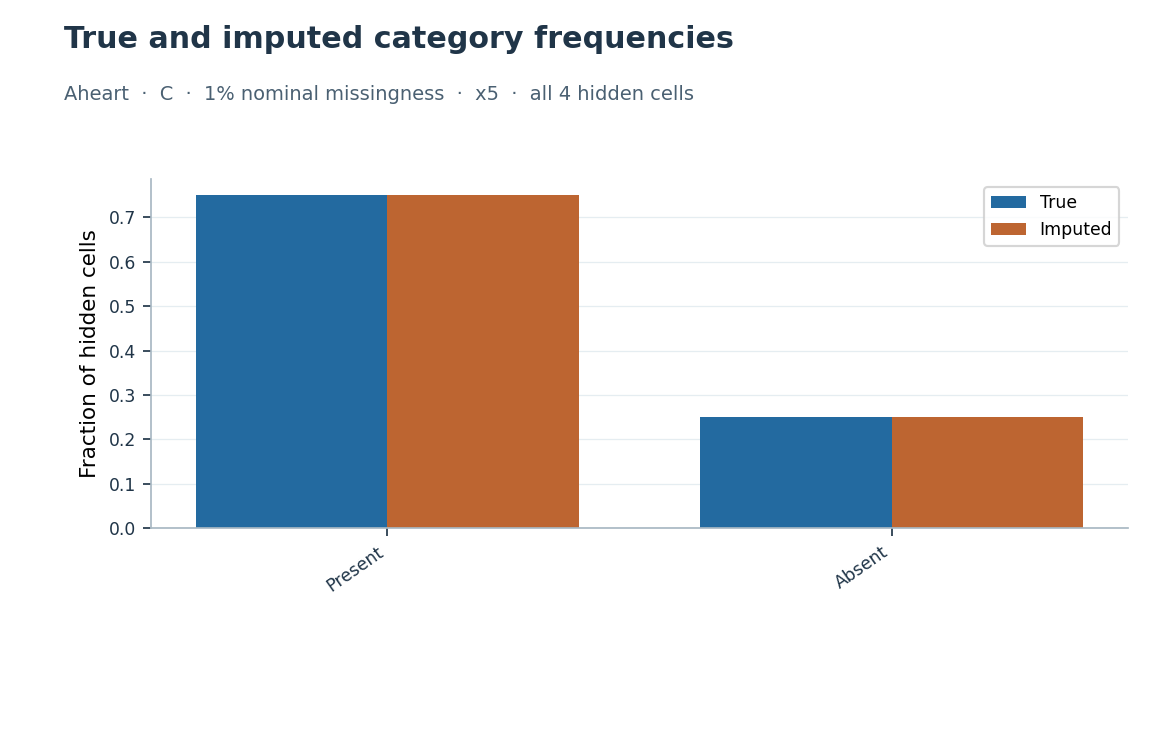 True and imputed category frequencies
Aheart · C · 1% nominal missingness · x5 · all 4 hidden cells
True
Imputed
Fraction of hidden cells
0.7
0.6
0.5
0.4
0.3
0.2
0.1
0.0
Present
Absent